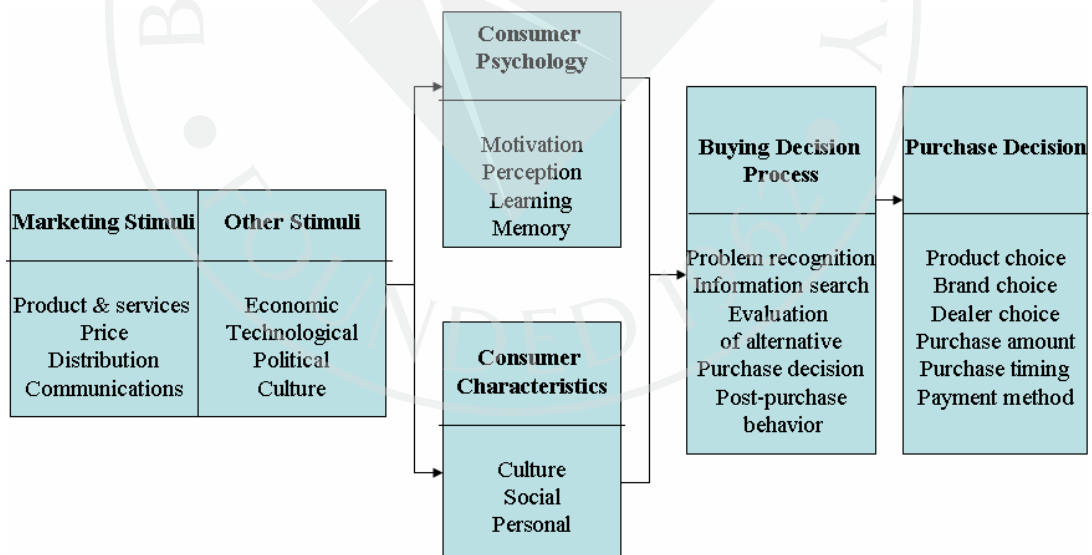 Marketing Stimuli
Product & services
Price
Distribution
Communications
Other Stimuli
Economic
Technological
Political
Culture
Consumer
Psychology
Motivation
Perception
Learning
Memory
Consumer
Characteristics
Culture
Social
Personal
Buying Decision
Process
Problem recognition
Information search
Evaluation
of alternative
Purchase decision
Post-purchase
behavior
Purchase Decision
Product choice
Brand choice
Dealer choice
Purchase amount
Purchase timing
Payment method
FOUNDED 1962